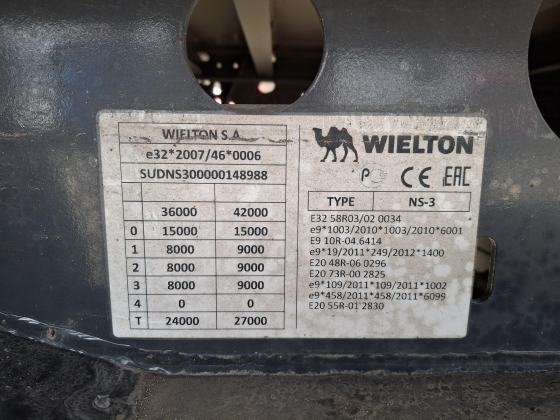 WIELTON S.A.
e32*2007/46*0006
SUDNS300000148988
36000 42000
0 15000 15000
1 8000 9000
2 8000 9000
3 8000 9000
4 0 0
T 24000 27000
WIELTON
P CE EAC
TYPE NS-3
E32 58R03/02 0034
e9*1003/2010*1003/2010*6001
E9 10R-04.6414
e9*19/2011*249/2012*1400
E20 48R-06 0296
E20 73R-00 2825
e9*109/2011*109/2011*1002
e9*458/2011*458/2011*6099
E20 55R-01 2830